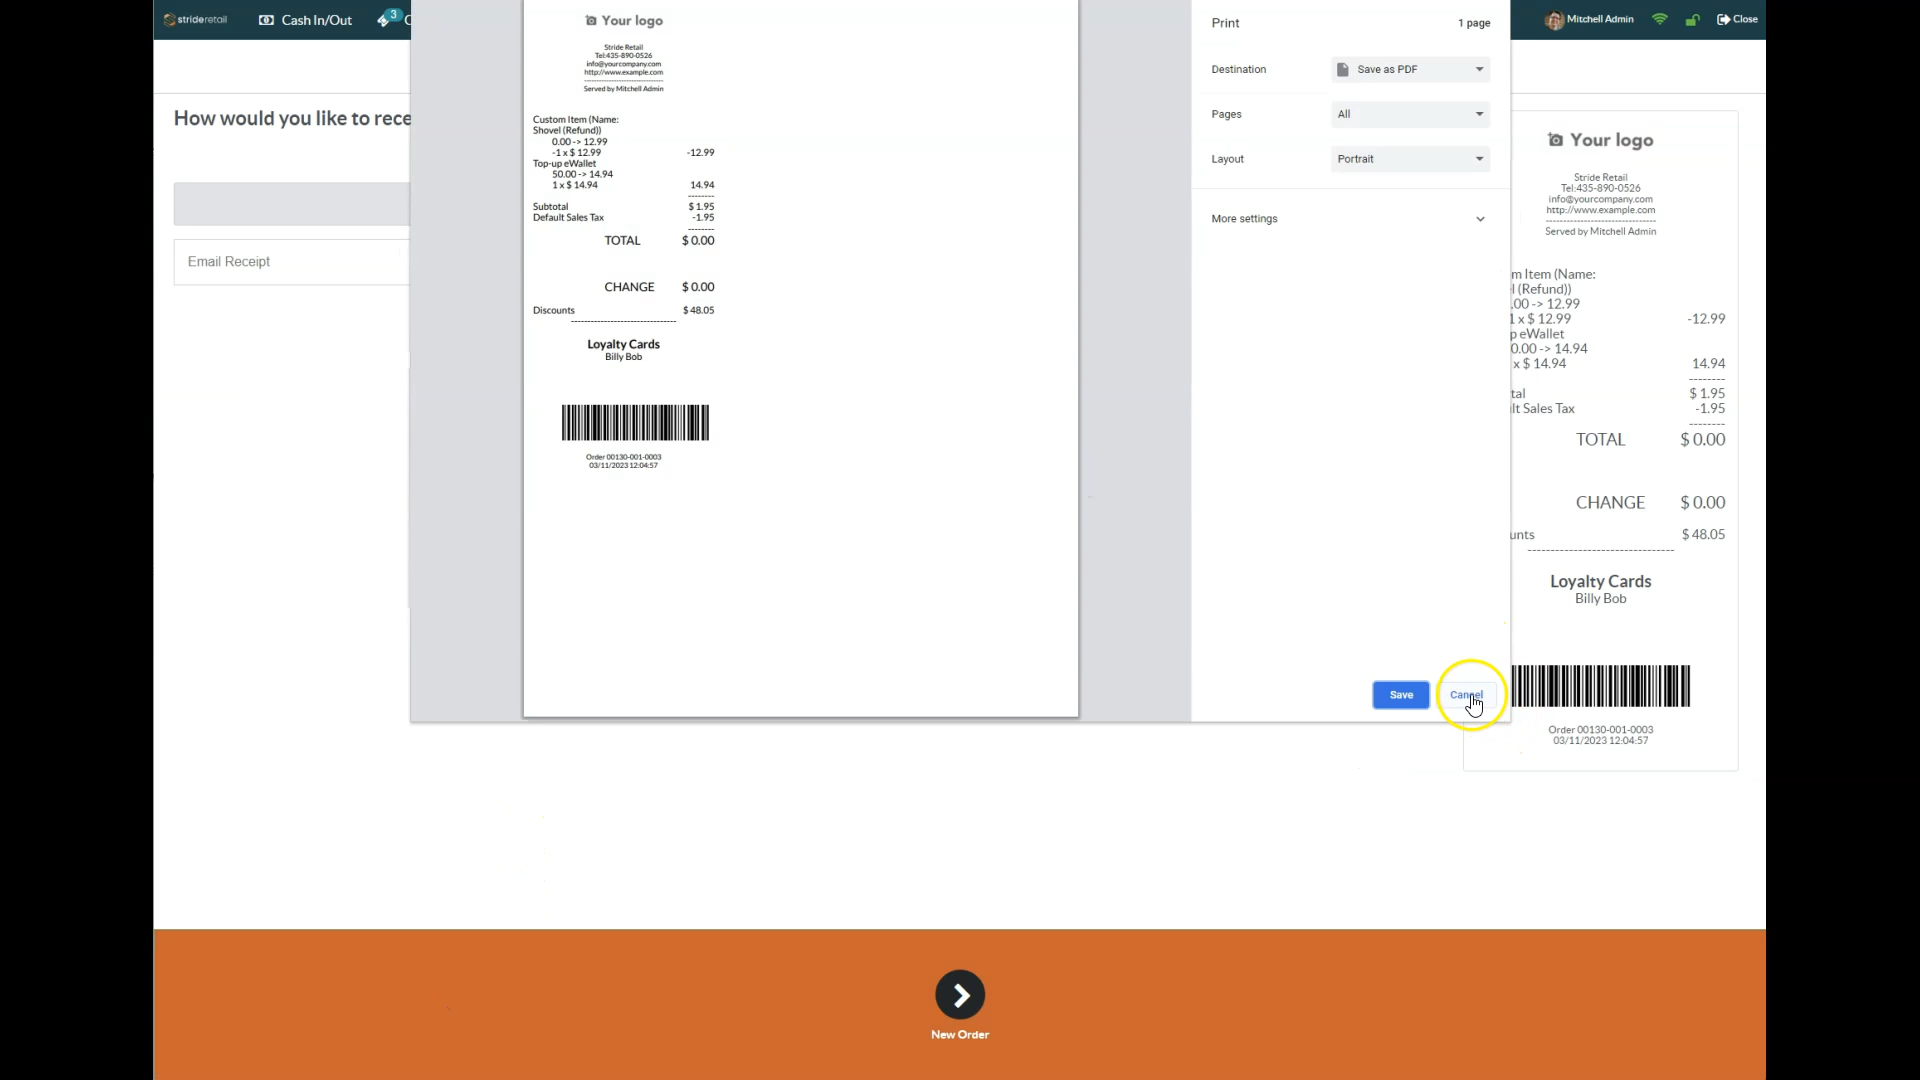 strideretail
Cash In/Out
3
How would you like to rece
Email Receipt
Your logo
Stride Retail
Tel:435-890-0526
info@yourcompany.com
http://www.example.com
--------------------------------
Served by Mitchell Admin
Custom Item (Name:
Shovel (Refund))
0.00 -> 12.99
-1 x $ 12.99 -12.99
Top-up eWallet
50.00 -> 14.94
1 x $ 14.94 14.94
--------
Subtotal $ 1.95
Default Sales Tax -1.95
--------
TOTAL $ 0.00
CHANGE $ 0.00
Discounts $ 48.05
--------------------------------
Loyalty Cards
Billy Bob
Order 00130-001-0003
03/11/2023 12:04:57
Print 1 page
Destination Save as PDF
Pages All
Layout Portrait
More settings
Save Cancel
Mitchell Admin
Close
Your logo
Stride Retail
Tel:435-890-0526
info@yourcompany.com
http://www.example.com
--------------------------------
Served by Mitchell Admin
m Item (Name:
l (Refund))
.00 -> 12.99
1 x $ 12.99 -12.99
p eWallet
0.00 -> 14.94
x $ 14.94 14.94
--------
tal $ 1.95
lt Sales Tax -1.95
--------
TOTAL $ 0.00
CHANGE $ 0.00
unts $ 48.05
--------------------------------
Loyalty Cards
Billy Bob
Order 00130-001-0003
03/11/2023 12:04:57
New Order